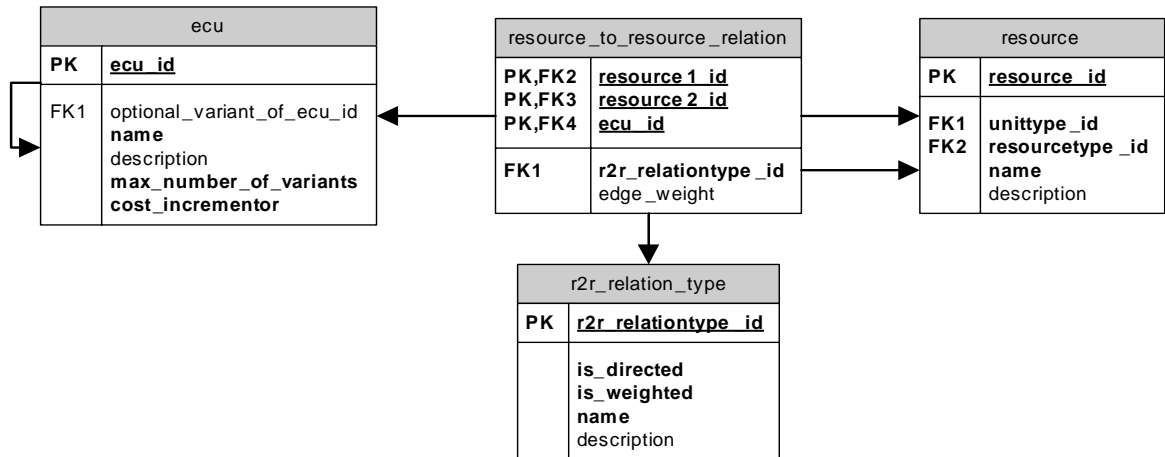 ecu
PK ecu_id
FK1 optional_variant_of_ecu_id
name
description
max_number_of_variants
cost_incrementor
resource_to_resource_relation
PK,FK2 resource1_id
PK,FK3 resource2_id
PK,FK4 ecu_id
FK1 r2r_relationtype_id
edge_weight
resource
PK resource_id
FK1 unittype_id
FK2 resourcetype_id
name
description
r2r_relation_type
PK r2r_relationtype_id
is_directed
is_weighted
name
description